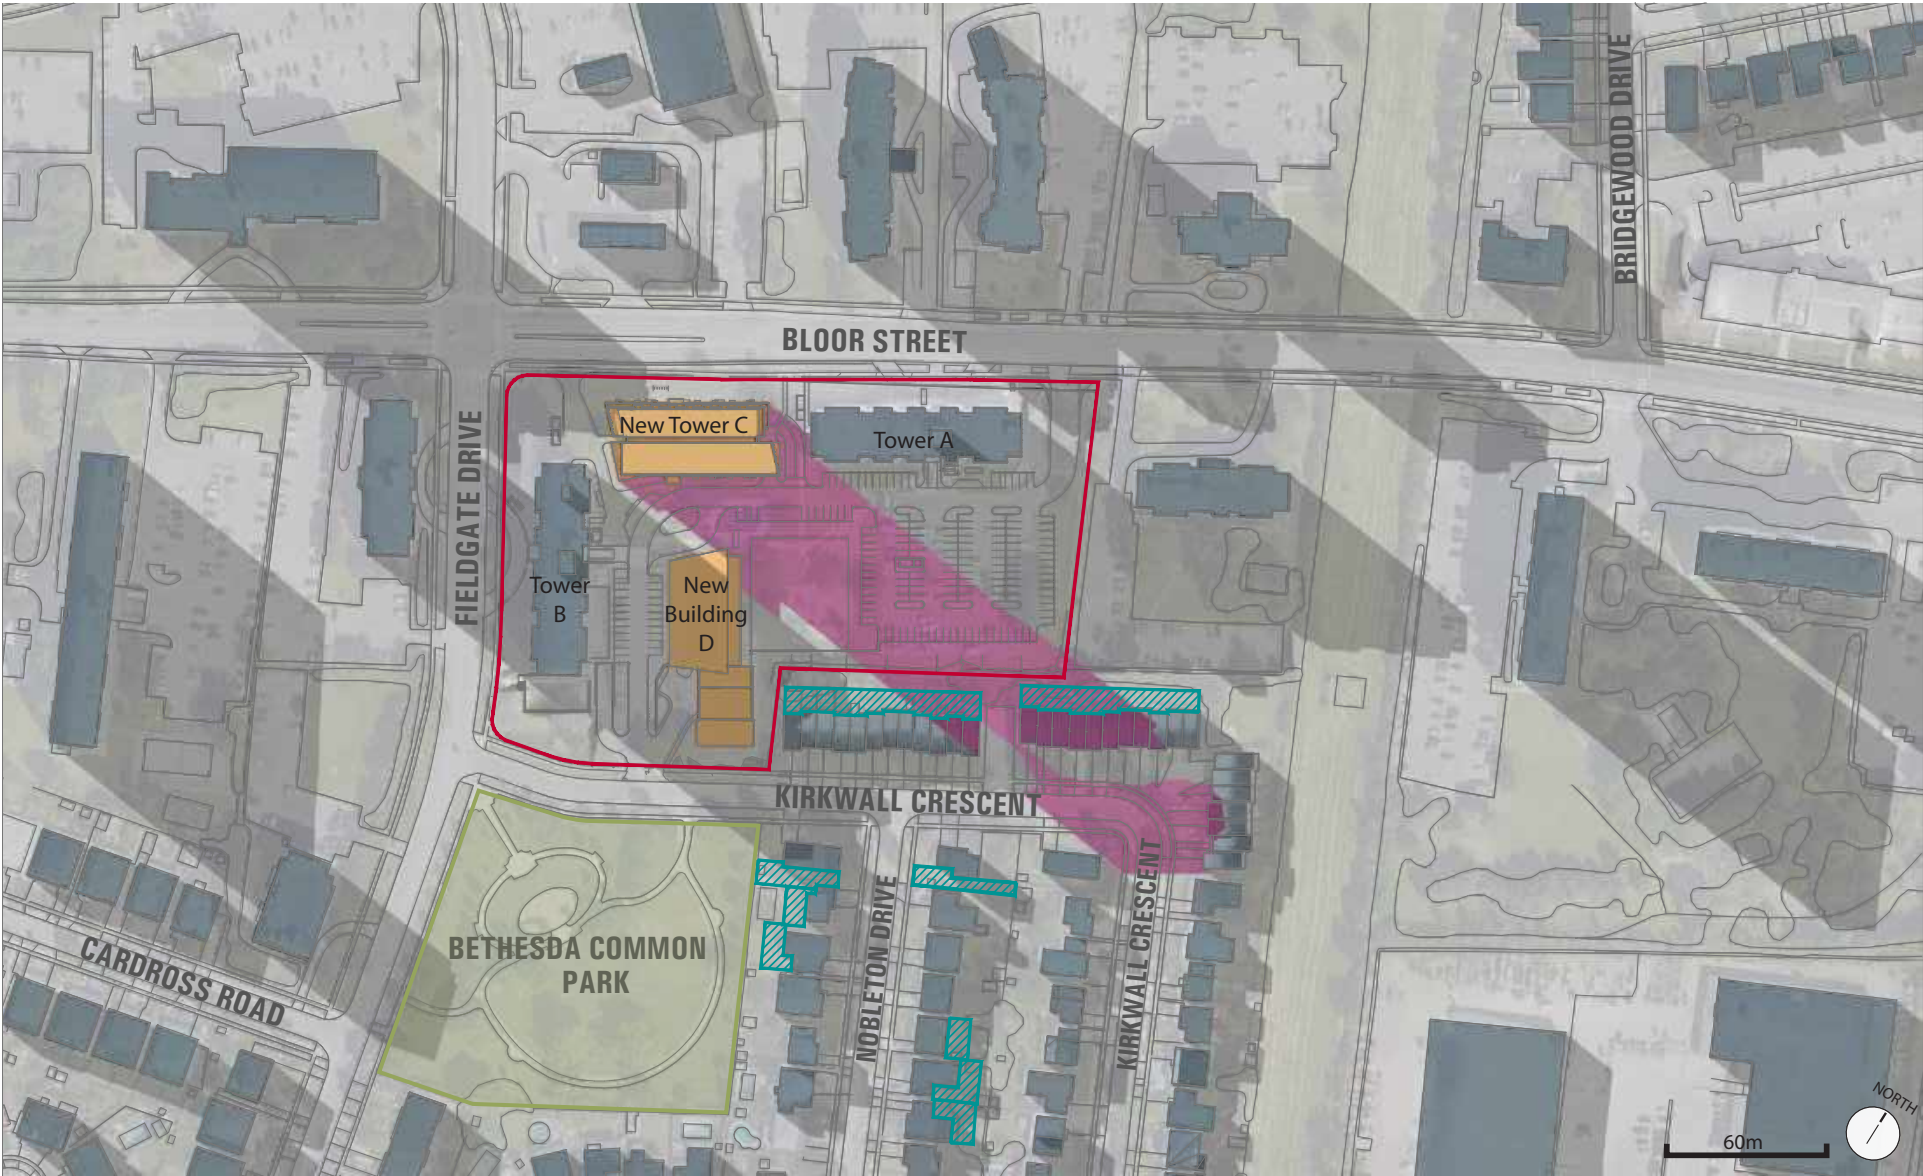 BRIDGEWOOD DRIVE
BLOOR STREET
FIELDGATE DRIVE
New Tower C
Tower A
Tower
B
New
Building
D
KIRKWALL CRESCENT
KIRKWALL CRESCENT
NOBLETON DRIVE
BETHESDA COMMON
PARK
CARDROSS ROAD
NORTH
60m